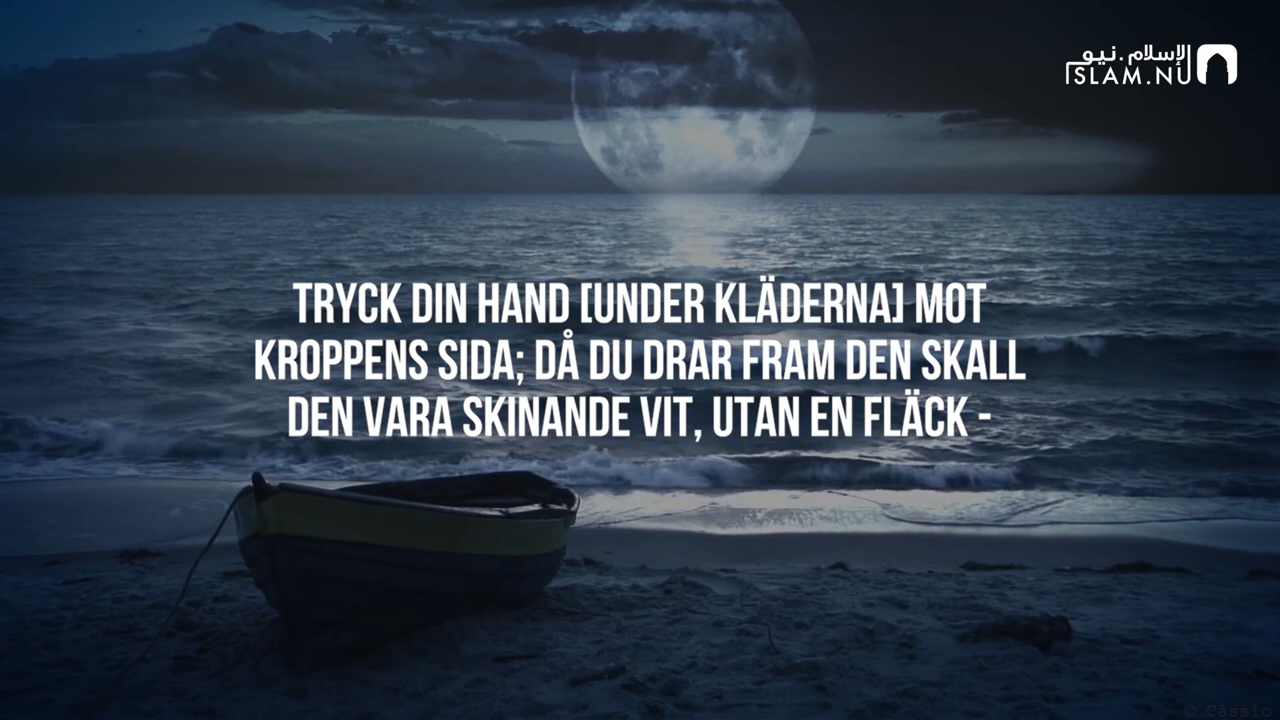 الإسلام.نيو
ISLAM.NU
TRYCK DIN HAND [UNDER KLÄDERNA] MOT
KROPPENS SIDA; DÅ DU DRAR FRAM DEN SKALL
DEN VARA SKINANDE VIT, UTAN EN FLÄCK -
© Cássio